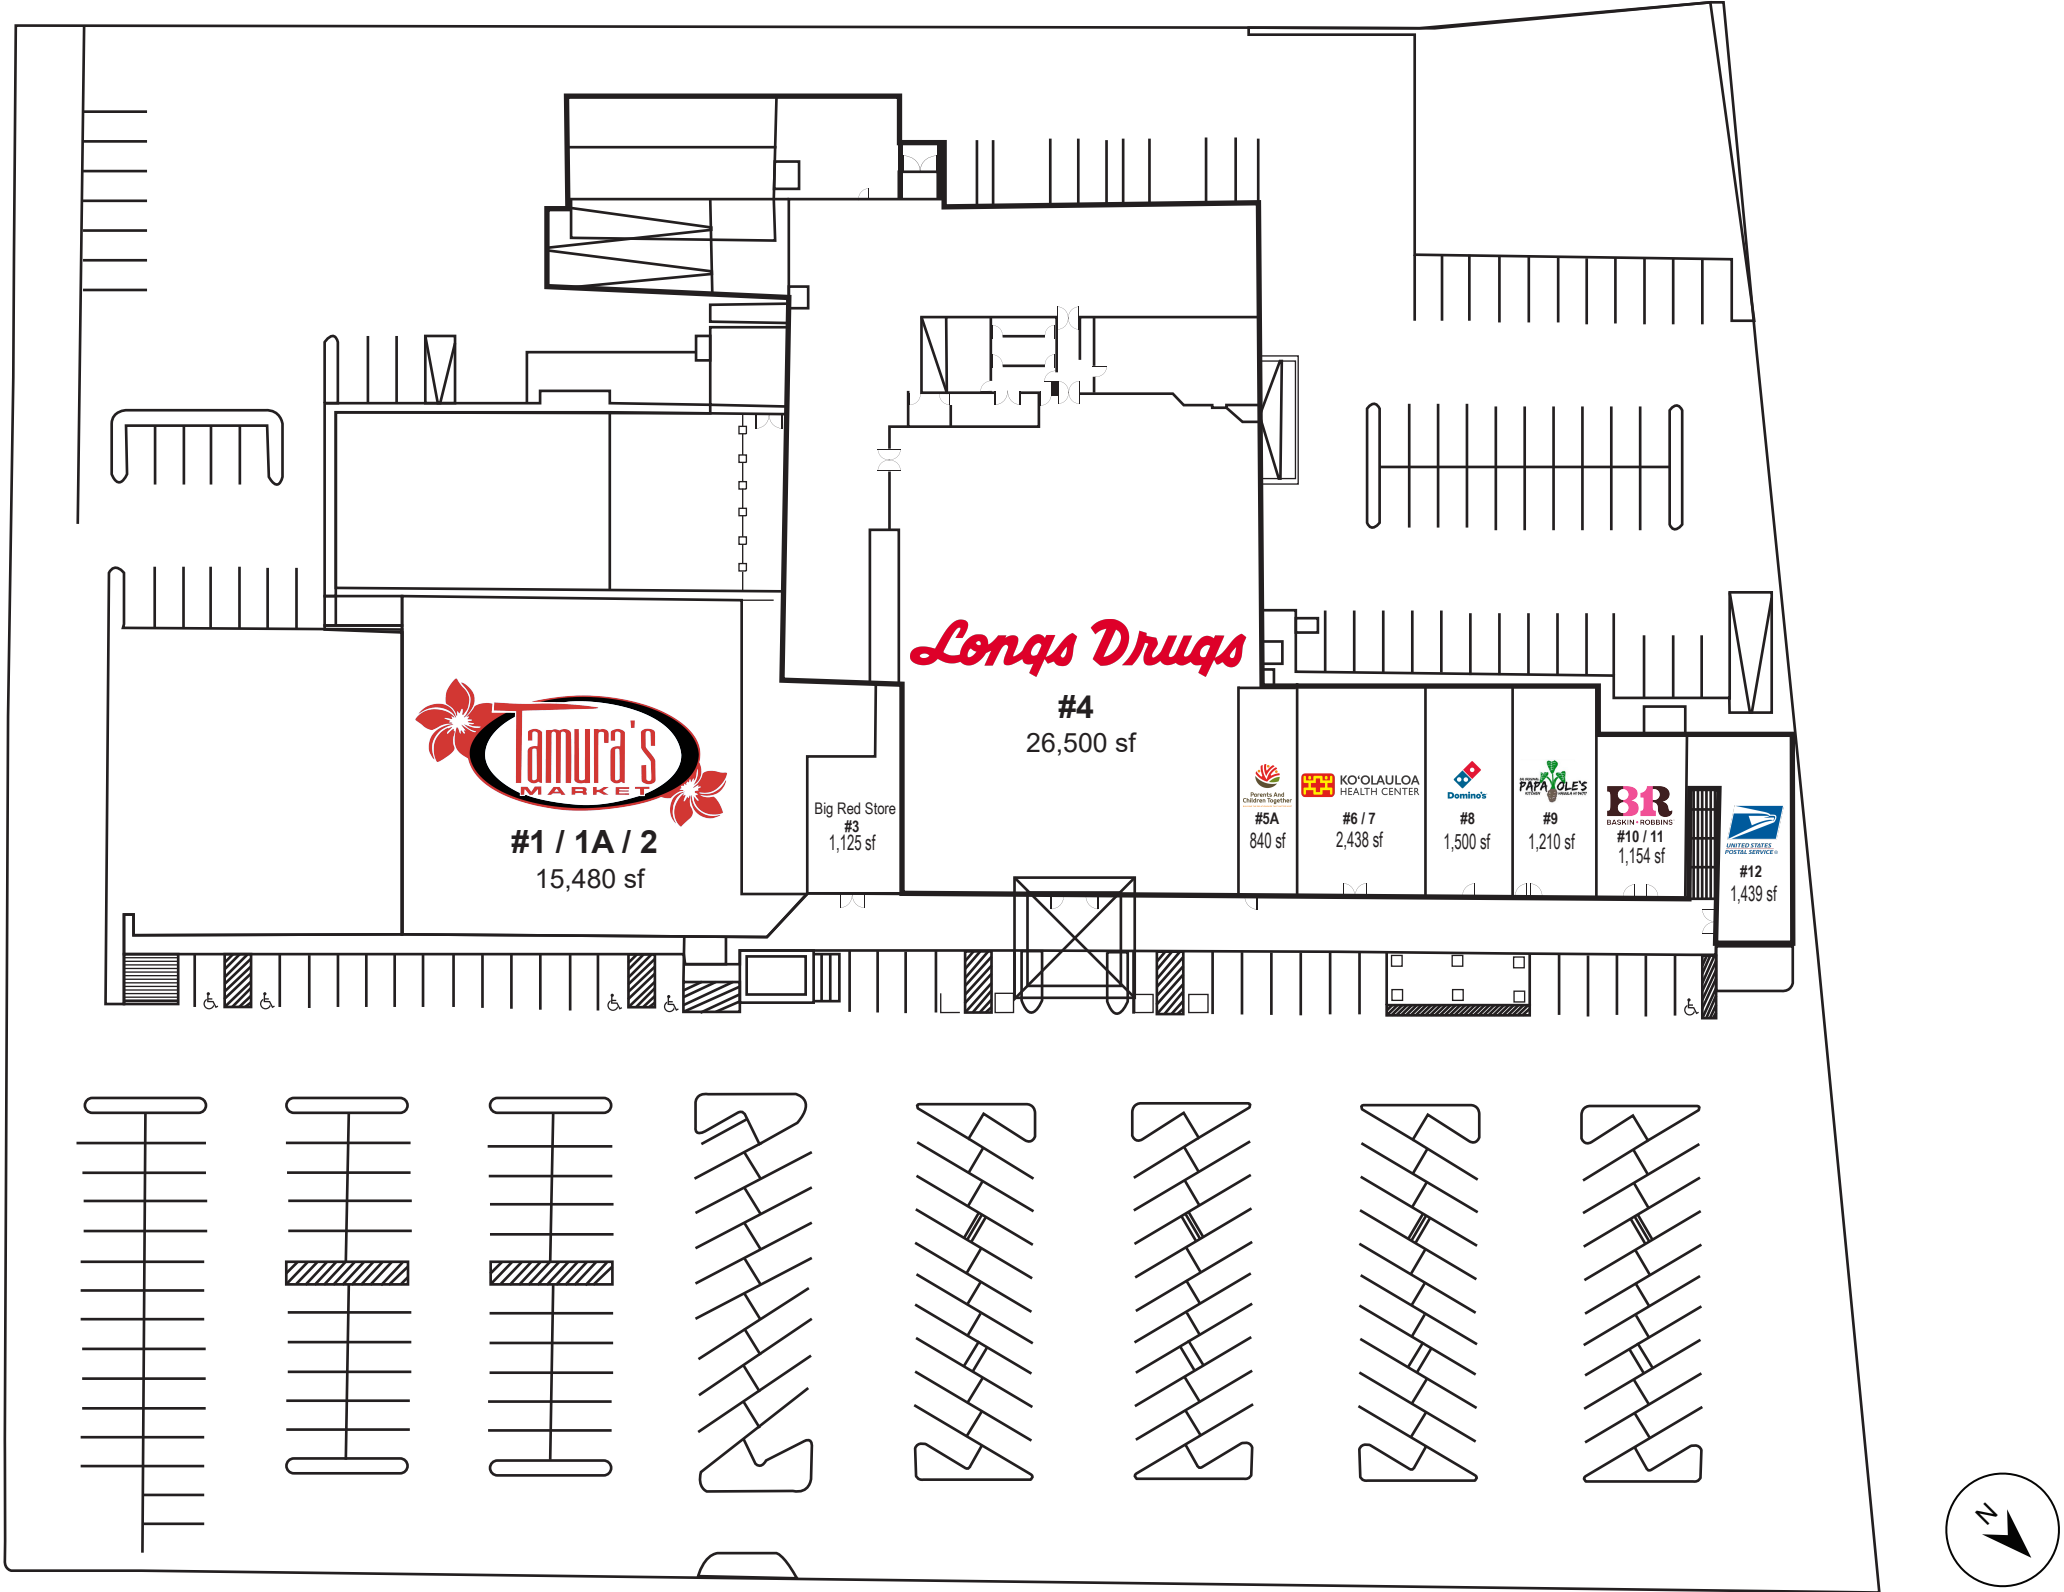 Longs Drugs
#4
26,500 sf
Tamura's
MARKET
#1 / 1A / 2
15,480 sf
Big Red Store
#3
1,125 sf
Parents And
Children Together
#5A
840 sf
KO'OLAULOA
HEALTH CENTER
#6 / 7
2,438 sf
Domino's
#8
1,500 sf
PAPA OLE'S
#9
1,210 sf
BR
BASKIN-ROBBINS
#10 / 11
1,154 sf
UNITED STATES
POSTAL SERVICE®
#12
1,439 sf
N